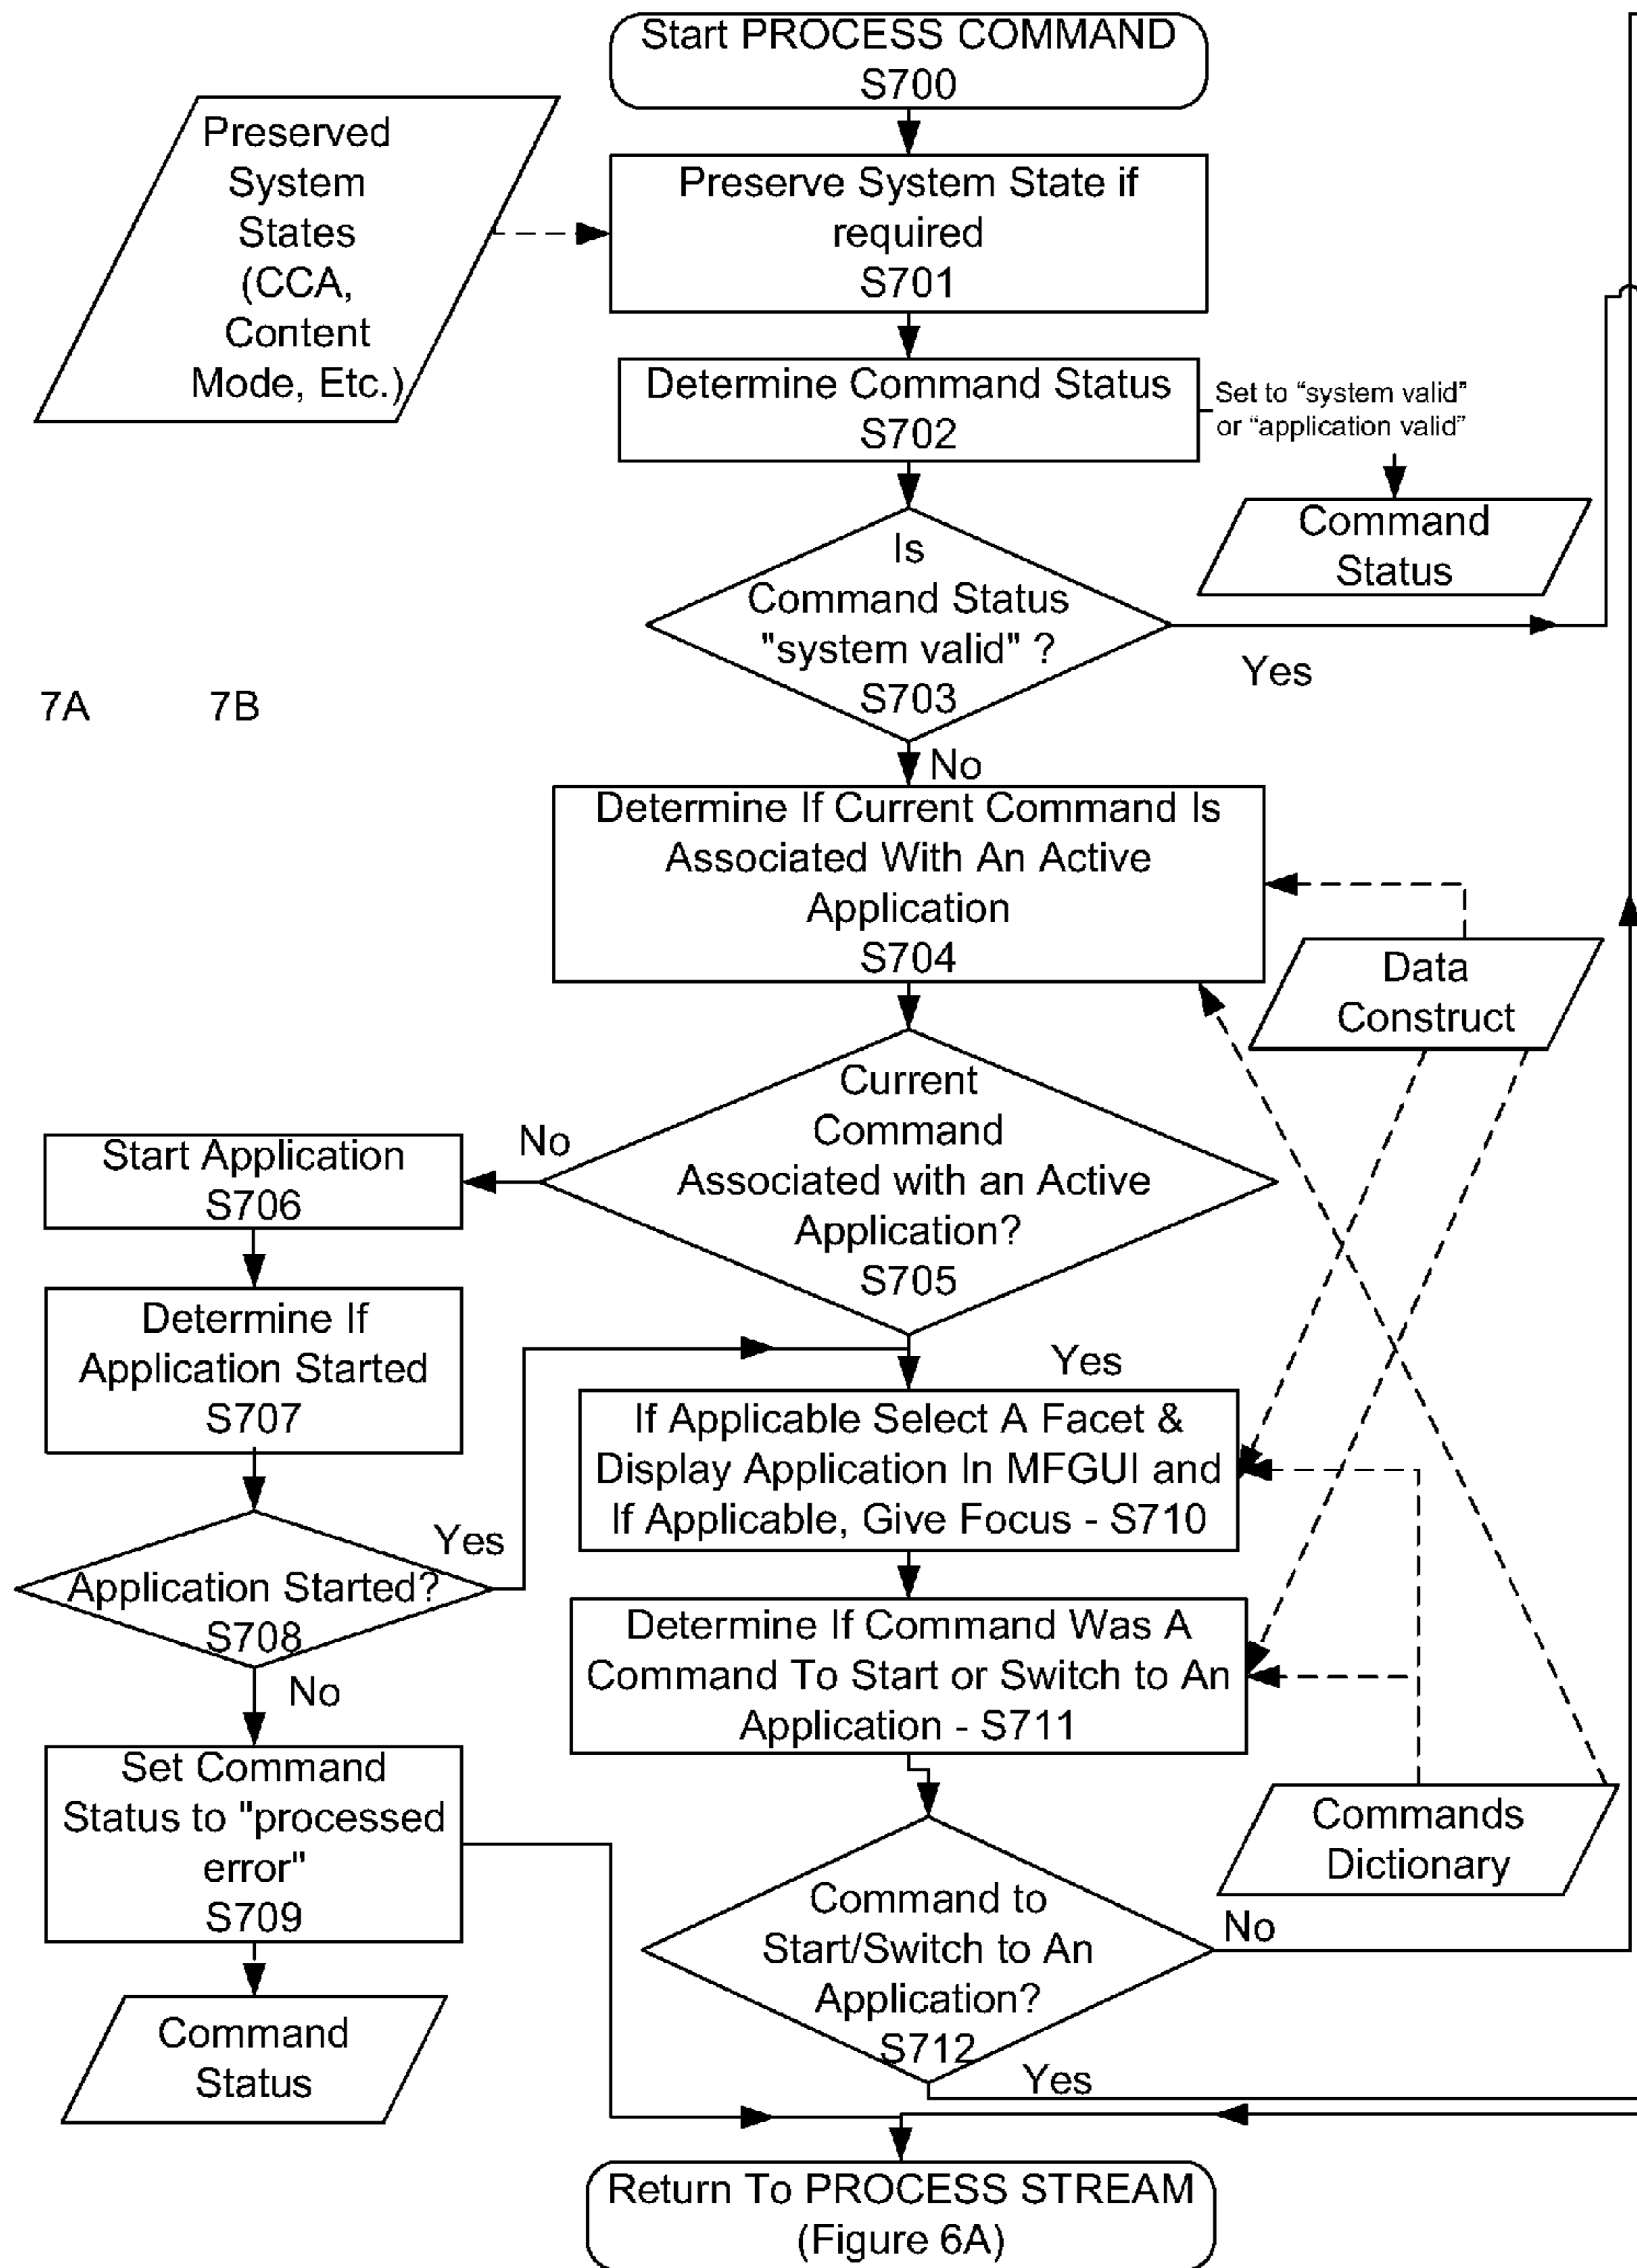 Start PROCESS COMMAND
S700
Preserved
System
States
(CCA,
Content
Mode, Etc.)
Preserve System State if
required
S701
Determine Command Status
S702
Set to “system valid”
or “application valid”
Command
Status
Is
Command Status
"system valid" ?
S703
Yes
7A 7B
No
Determine If Current Command Is
Associated With An Active
Application
S704
Data
Construct
Current
Command
Associated with an Active
Application?
S705
No
Start Application
S706
Determine If
Application Started
S707
Yes
If Applicable Select A Facet &
Display Application In MFGUI and
If Applicable, Give Focus - S710
Yes
Application Started?
S708
Determine If Command Was A
Command To Start or Switch to An
Application - S711
No
Set Command
Status to "processed
error"
S709
Commands
Dictionary
Command to
Start/Switch to An
Application?
S712
No
Command
Status
Yes
Return To PROCESS STREAM
(Figure 6A)